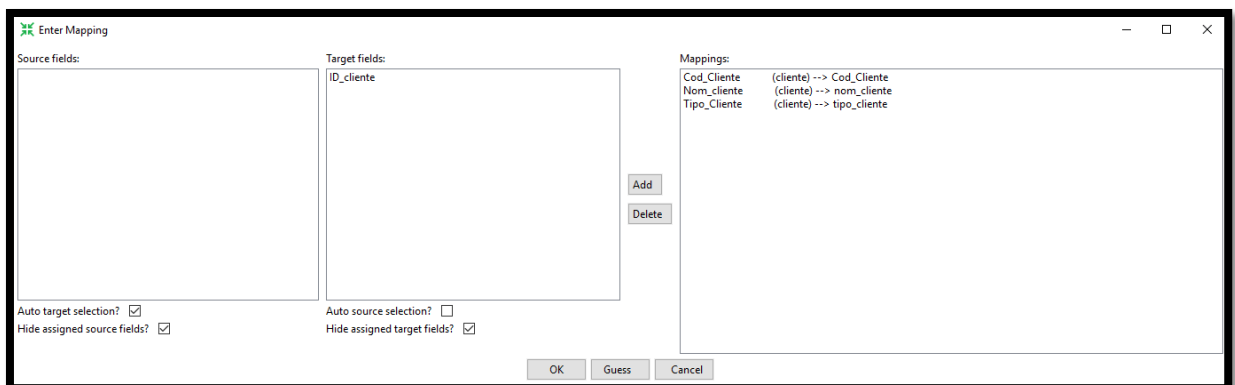 Enter Mapping
Source fields:
Target fields:
Mappings:
ID_cliente
Cod_Cliente (cliente) --> Cod_Cliente
Nom_cliente (cliente) --> nom_cliente
Tipo_Cliente (cliente) --> tipo_cliente
Add
Delete
Auto target selection?
Auto source selection?
Hide assigned source fields?
Hide assigned target fields?
OK
Guess
Cancel